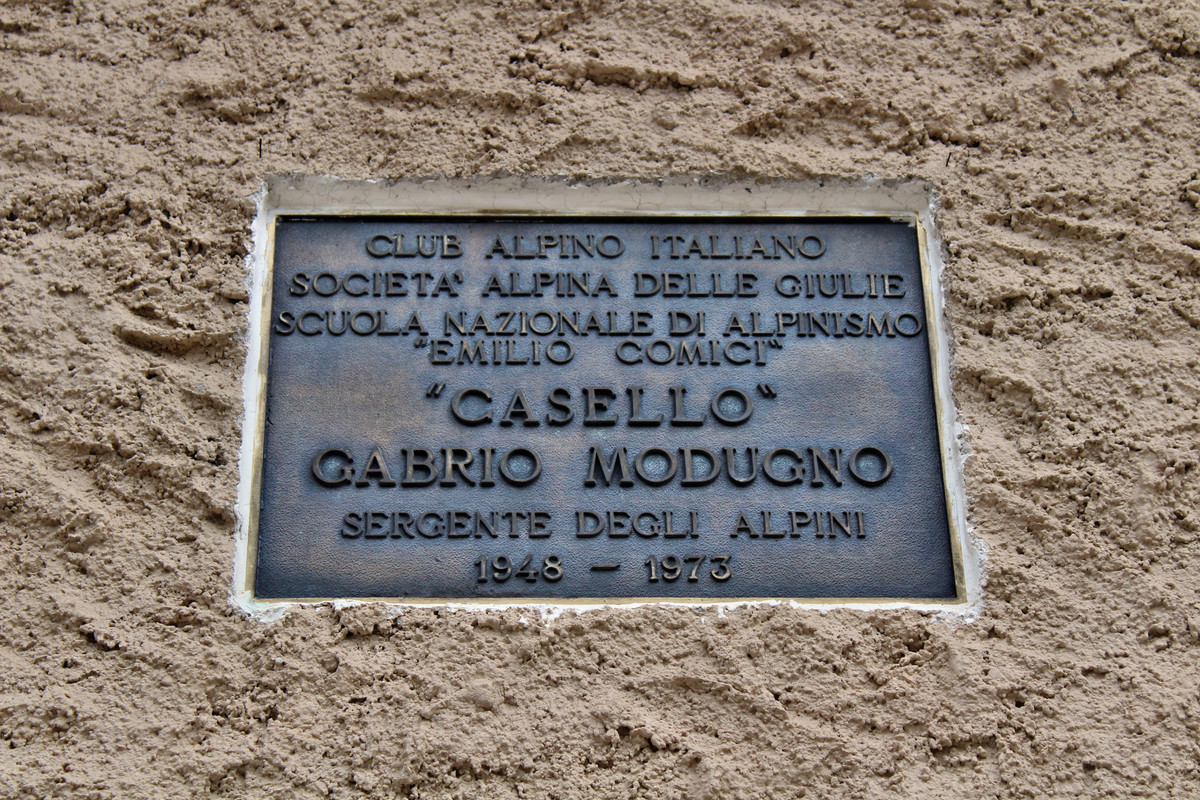 CLUB ALPINO ITALIANO
SOCIETA' ALPINA DELLE GIULIE
SCUOLA NAZIONALE DI ALPINISMO
"EMILIO COMICI"
"CASELLO"
GABRIO MODUGNO
SERGENTE DEGLI ALPINI
1948 - 1973